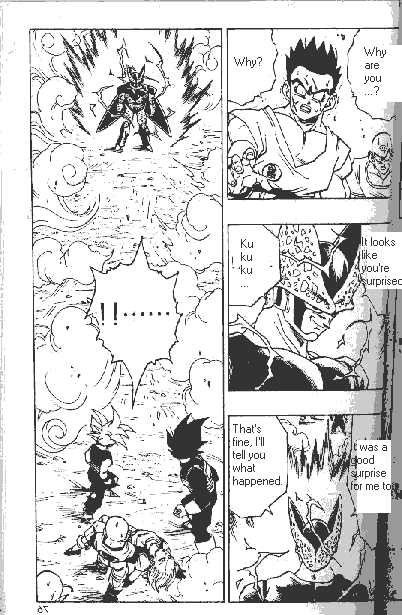 !!......
Why?
Why
are
you
...?
Ku
ku
ku
...
It looks
like
you're
surprised
That's
fine, I'll
tell you
what
happened.
It was a
good
surprise
for me too